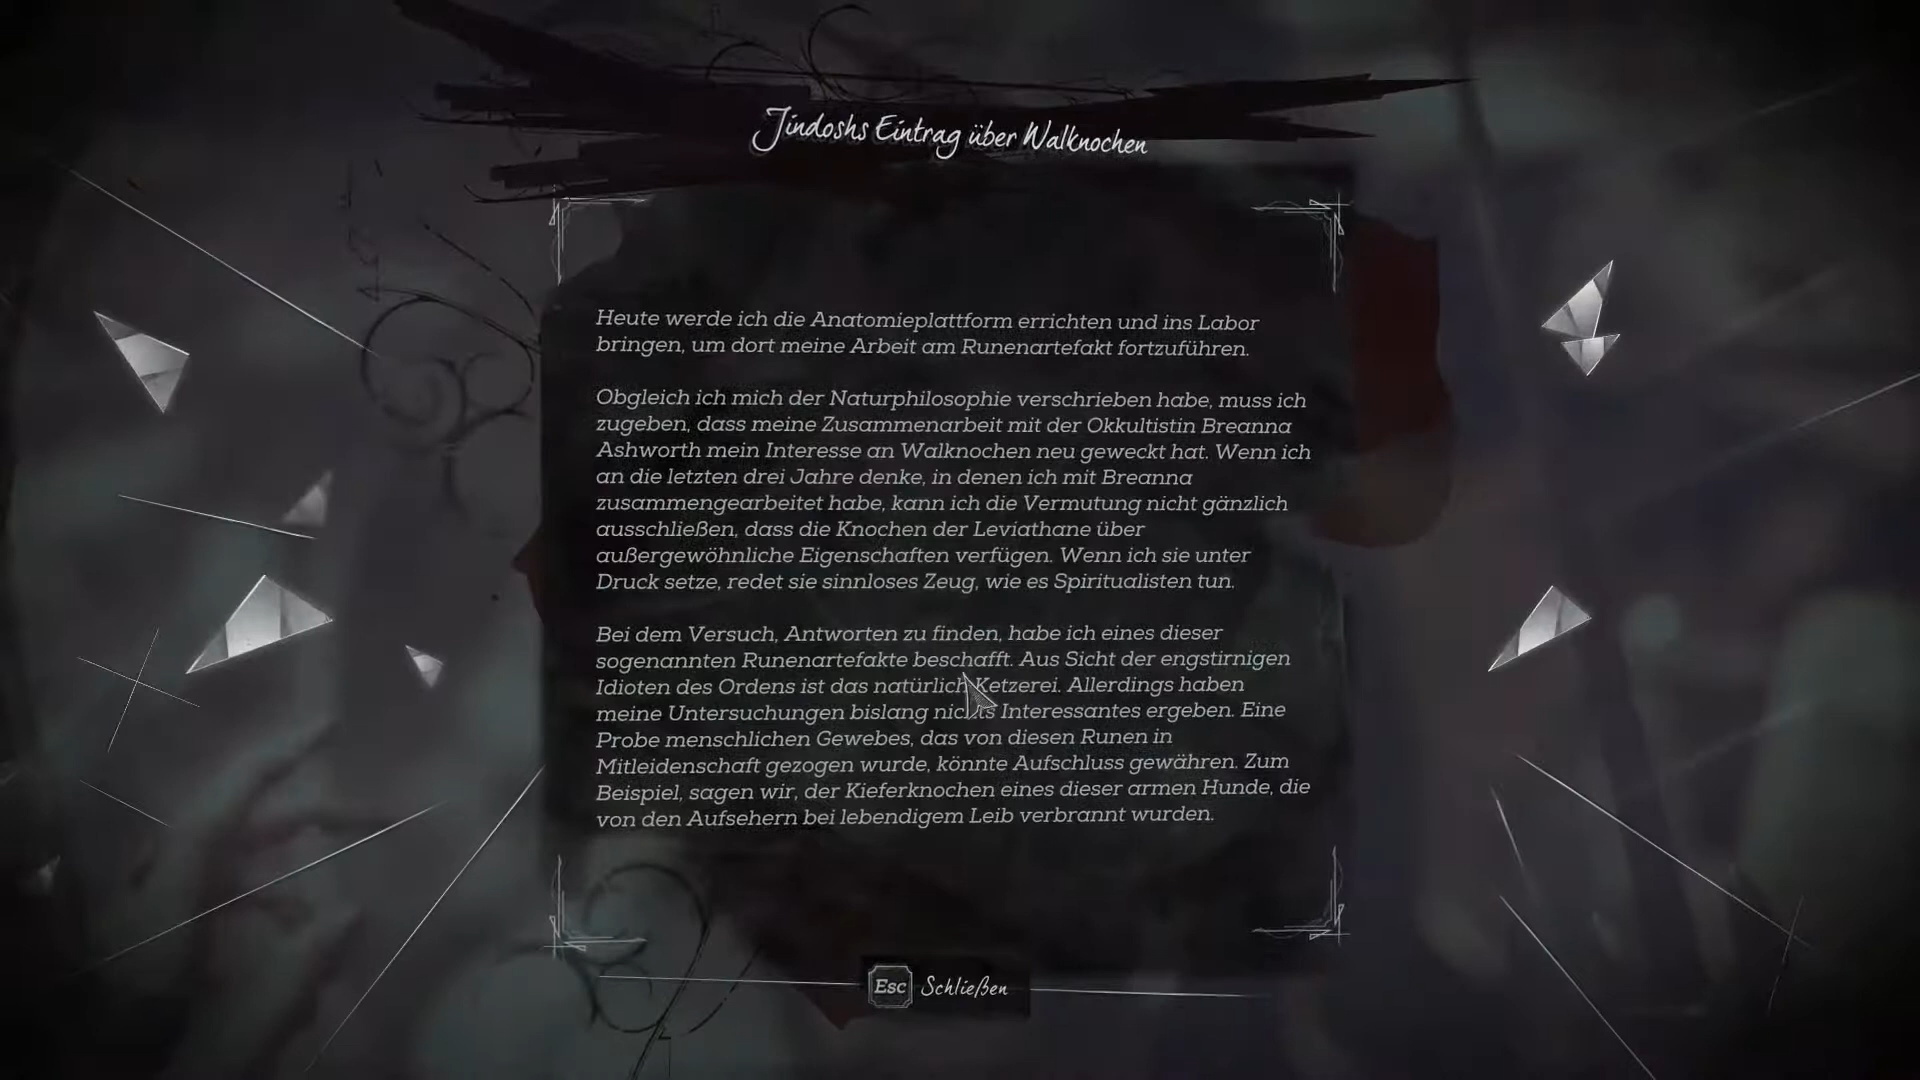 Jindoshs Eintrag über Walknochen
Heute werde ich die Anatomieplattform errichten und ins Labor
bringen, um dort meine Arbeit am Runenartefakt fortzuführen.
Obgleich ich mich der Naturphilosophie verschrieben habe, muss ich
zugeben, dass meine Zusammenarbeit mit der Okkultistin Breanna
Ashworth mein Interesse an Walknochen neu geweckt hat. Wenn ich
an die letzten drei Jahre denke, in denen ich mit Breanna
zusammengearbeitet habe, kann ich die Vermutung nicht gänzlich
ausschließen, dass die Knochen der Leviathane über
außergewöhnliche Eigenschaften verfügen. Wenn ich sie unter
Druck setze, redet sie sinnloses Zeug, wie es Spiritualisten tun.
Bei dem Versuch, Antworten zu finden, habe ich eines dieser
sogenannten Runenartefakte beschafft. Aus Sicht der engstirnigen
Idioten des Ordens ist das natürlich Ketzerei. Allerdings haben
meine Untersuchungen bislang nichts Interessantes ergeben. Eine
Probe menschlichen Gewebes, das von diesen Runen in
Mitleidenschaft gezogen wurde, könnte Aufschluss gewähren. Zum
Beispiel, sagen wir, der Kieferknochen eines dieser armen Hunde, die
von den Aufsehern bei lebendigem Leib verbrannt wurden.
Esc Schließen